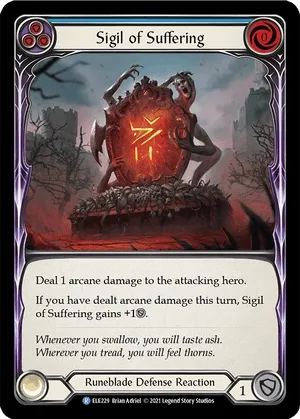 Sigil of Suffering
0
Deal 1 arcane damage to the attacking hero.
If you have dealt arcane damage this turn, Sigil
of Suffering gains +1
Whenever you swallow, you will taste ash.
Wherever you tread, you will feel thorns.
Runeblade Defense Reaction
1
R ELE229 Brian Adriel © 2021 Legend Story Studios